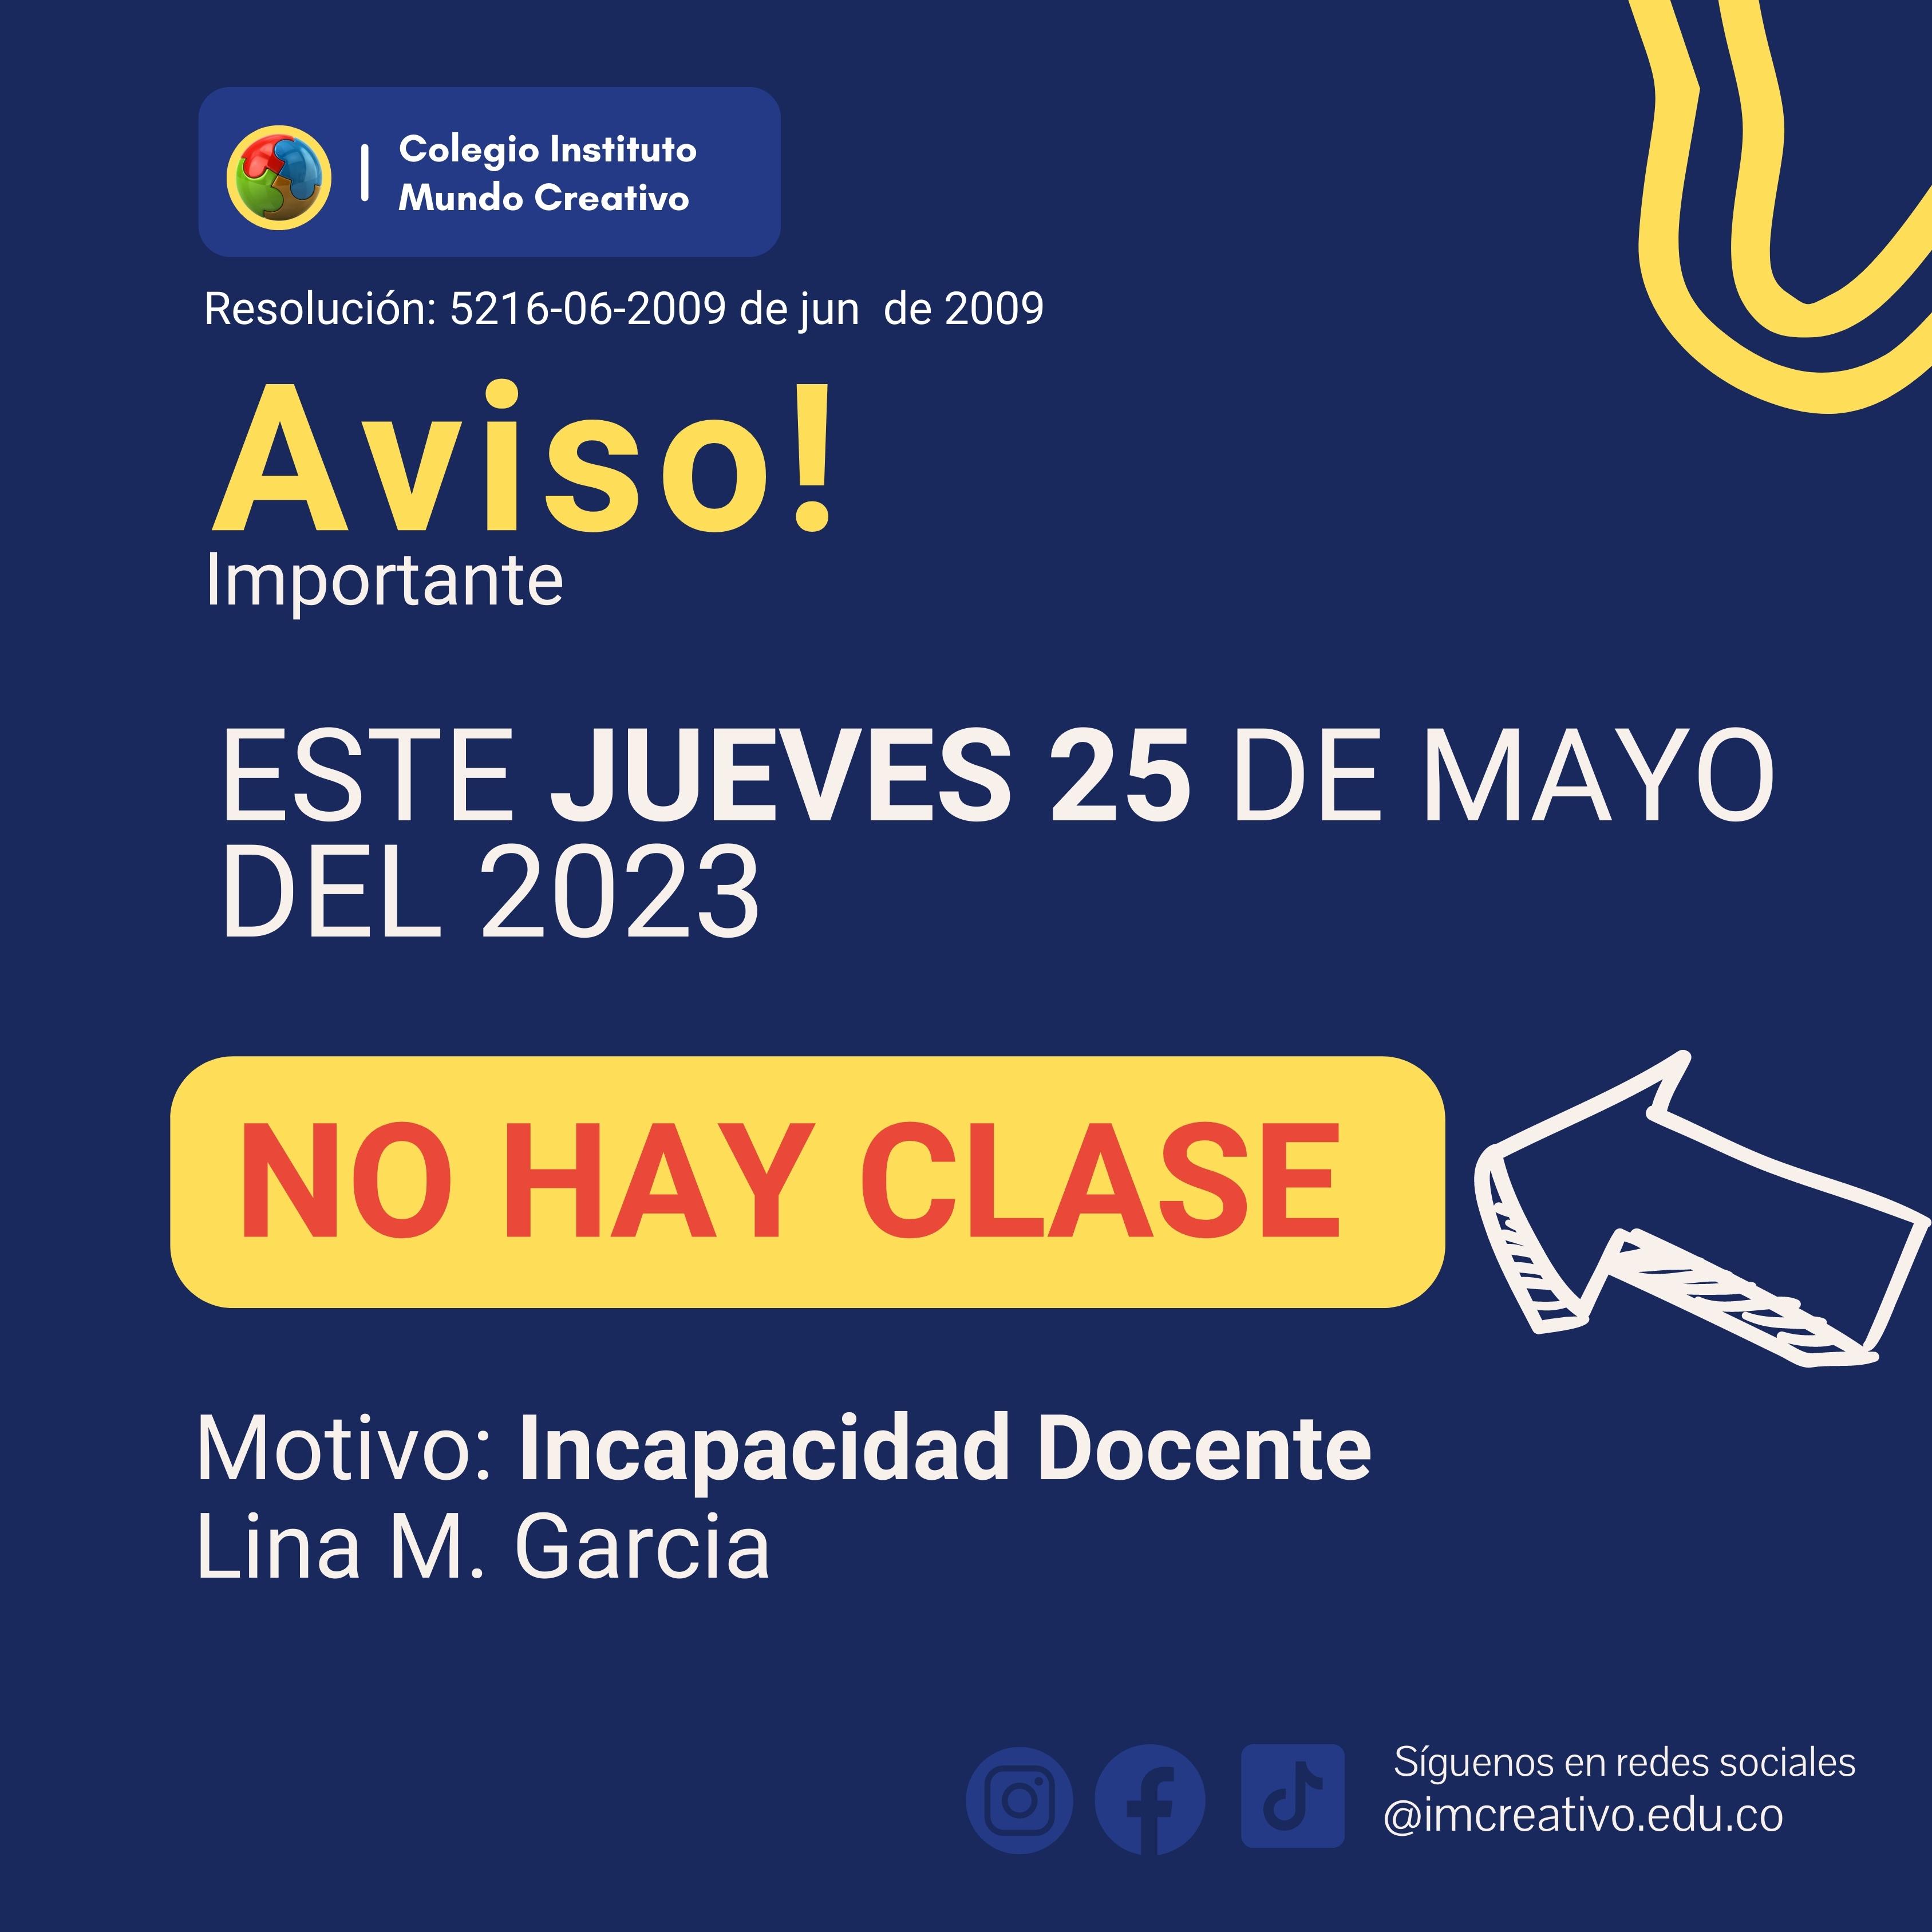 Colegio Instituto
Mundo Creativo
Resolución: 5216-06-2009 de jun de 2009
Aviso!
Importante
ESTE JUEVES 25 DE MAYO
DEL 2023
NO HAY CLASE
Motivo: Incapacidad Docente
Lina M. Garcia
Síguenos en redes sociales
@imcreativo.edu.co